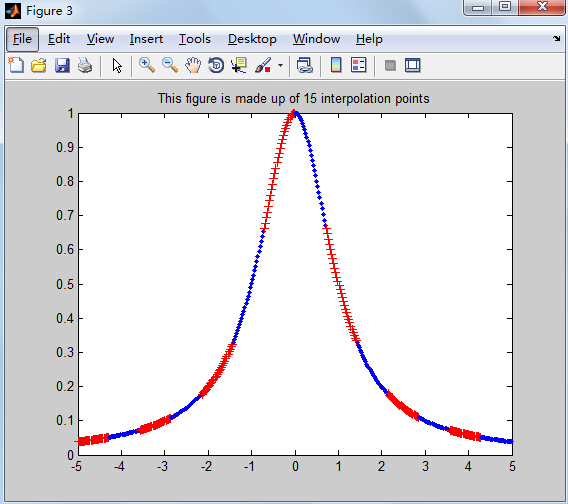 Figure 3
File Edit View Insert Tools Desktop Window Help
This figure is made up of 15 interpolation points
1
0.9
0.8
0.7
0.6
0.5
0.4
0.3
0.2
0.1
0
-5 -4 -3 -2 -1 0 1 2 3 4 5